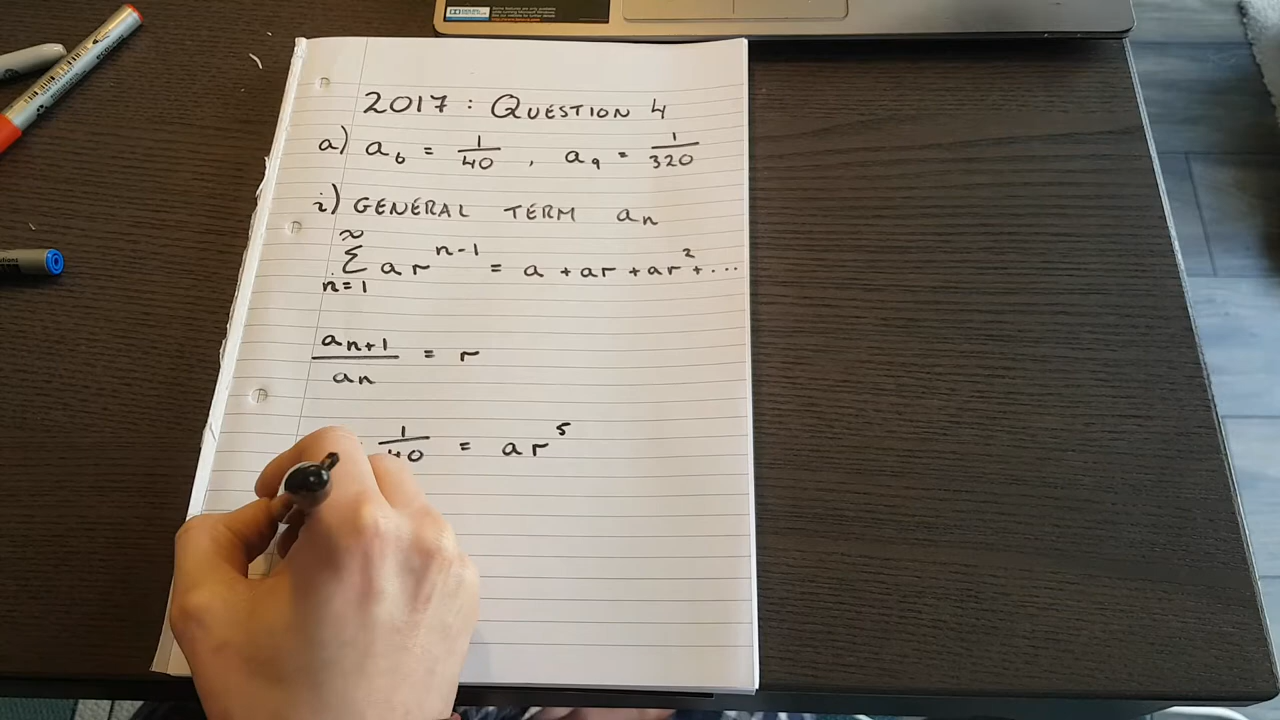 2017 : QUESTION 4
a) a₆ = 1/40 , a₉ = 1/320
i) GENERAL TERM aₙ
∞ Σ n=1 ar^(n-1) = a + ar + ar² + ...
aₙ₊₁/aₙ = r
1/40 = ar⁵